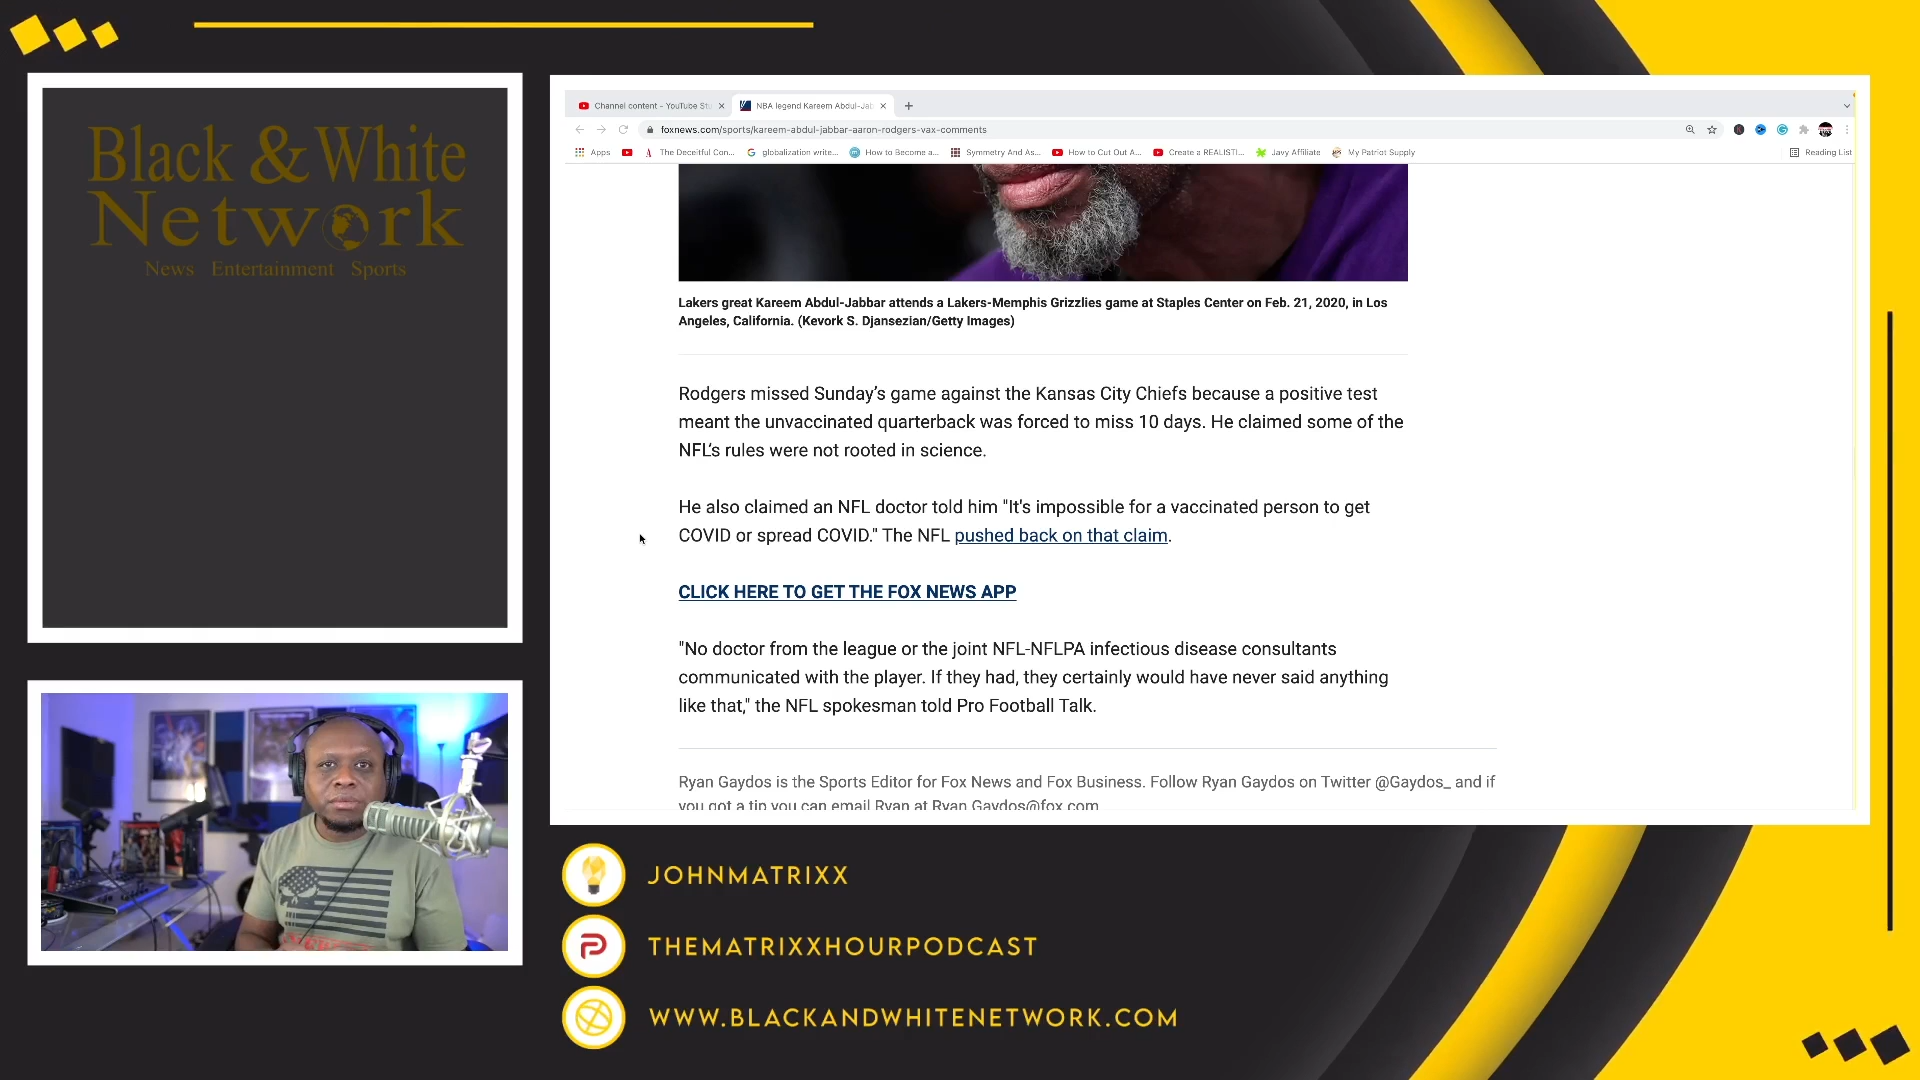 Black & White
Network
News Entertainment Sports
Channel content - YouTube Stu
NBA legend Kareem Abdul-Jab
foxnews.com/sports/kareem-abdul-jabbar-aaron-rodgers-vax-comments
Apps
The Deceitful Con...
globalization write...
How to Become a...
Symmetry And As...
How to Cut Out A...
Create a REALISTI...
Javy Affiliate
My Patriot Supply
Reading List
Lakers great Kareem Abdul-Jabbar attends a Lakers-Memphis Grizzlies game at Staples Center on Feb. 21, 2020, in Los
Angeles, California. (Kevork S. Djansezian/Getty Images)
Rodgers missed Sunday's game against the Kansas City Chiefs because a positive test
meant the unvaccinated quarterback was forced to miss 10 days. He claimed some of the
NFL's rules were not rooted in science.
He also claimed an NFL doctor told him "It's impossible for a vaccinated person to get
COVID or spread COVID." The NFL pushed back on that claim.
CLICK HERE TO GET THE FOX NEWS APP
"No doctor from the league or the joint NFL-NFLPA infectious disease consultants
communicated with the player. If they had, they certainly would have never said anything
like that," the NFL spokesman told Pro Football Talk.
Ryan Gaydos is the Sports Editor for Fox News and Fox Business. Follow Ryan Gaydos on Twitter @Gaydos_ and if
you got a tip you can email Ryan at Ryan.Gaydos@fox.com
JOHNMATRIXX
THEMATRIXXHOURPODCAST
WWW.BLACKANDWHITENETWORK.COM